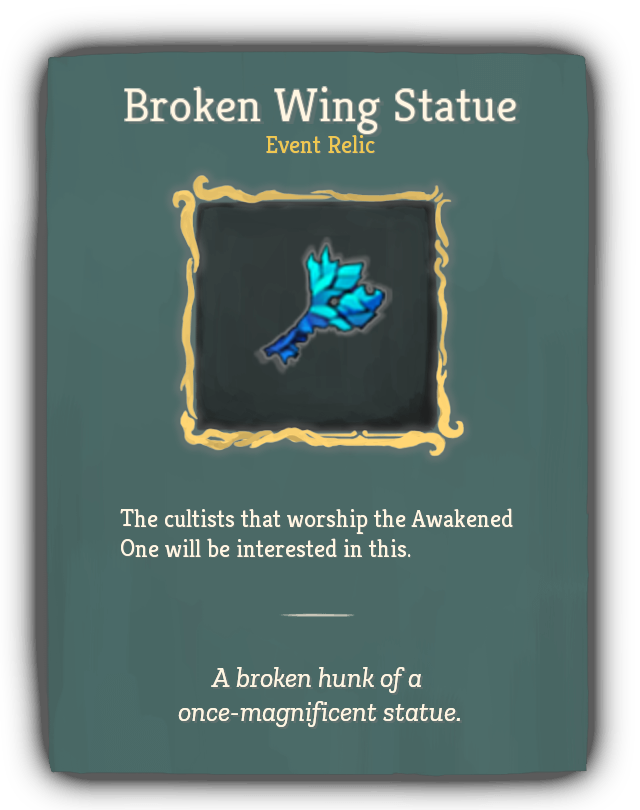 Broken Wing Statue
Event Relic
The cultists that worship the Awakened
One will be interested in this.
A broken hunk of a
once-magnificent statue.